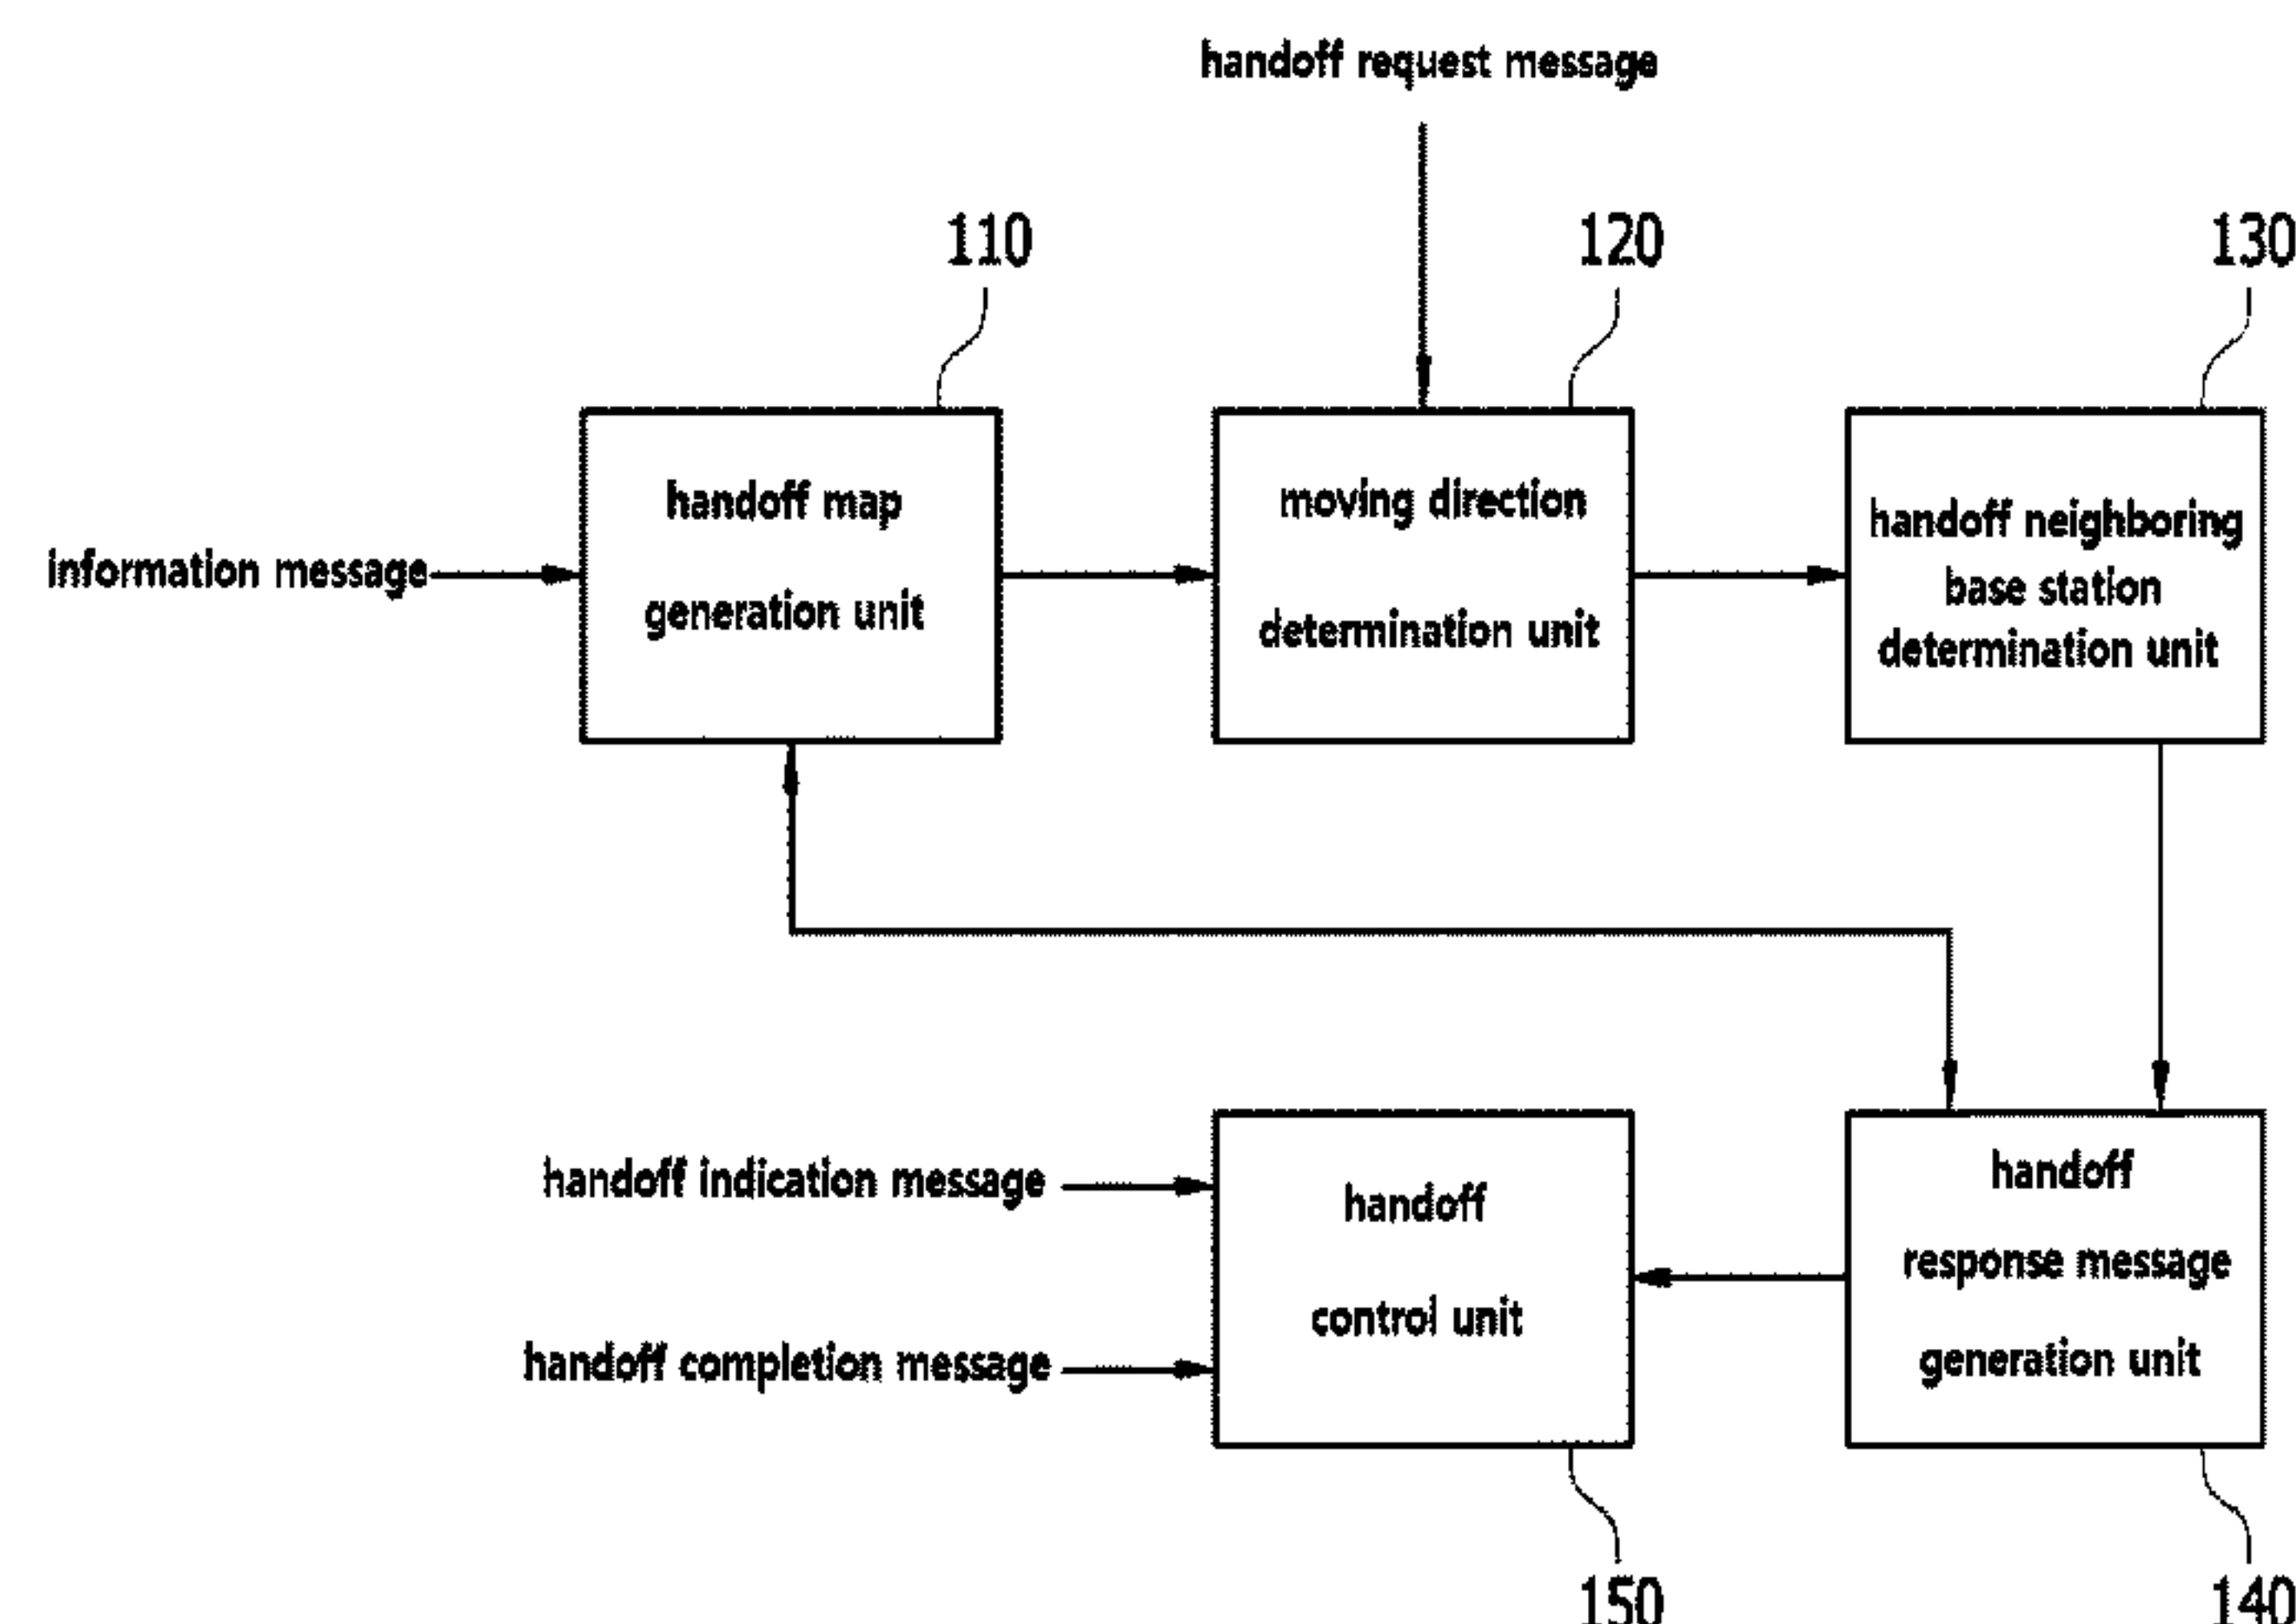 handoff request message
110
120
130
information message
handoff map
generation unit
moving direction
determination unit
handoff neighboring
base station
determination unit
handoff indication message
handoff completion message
handoff
control unit
handoff
response message
generation unit
150
140